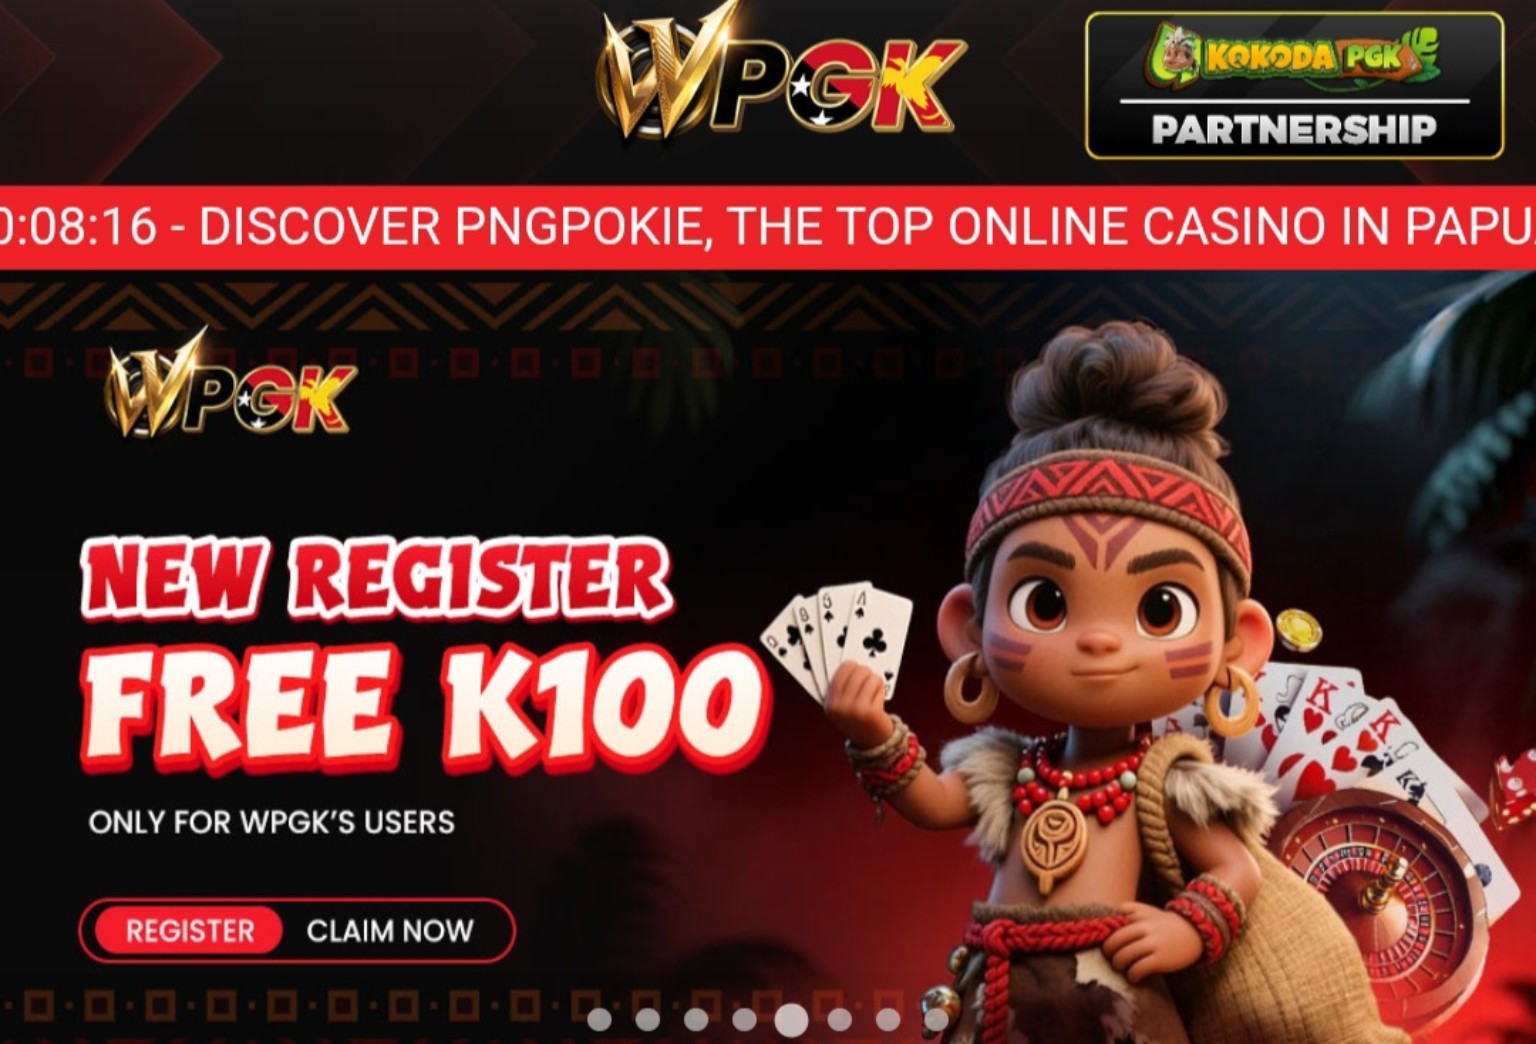 WPGK
KOKODA PGK
PARTNERSHIP
0:08:16 - DISCOVER PNGPOKIE, THE TOP ONLINE CASINO IN PAPU
WPGK
NEW REGISTER
FREE K100
ONLY FOR WPGK'S USERS
REGISTER CLAIM NOW